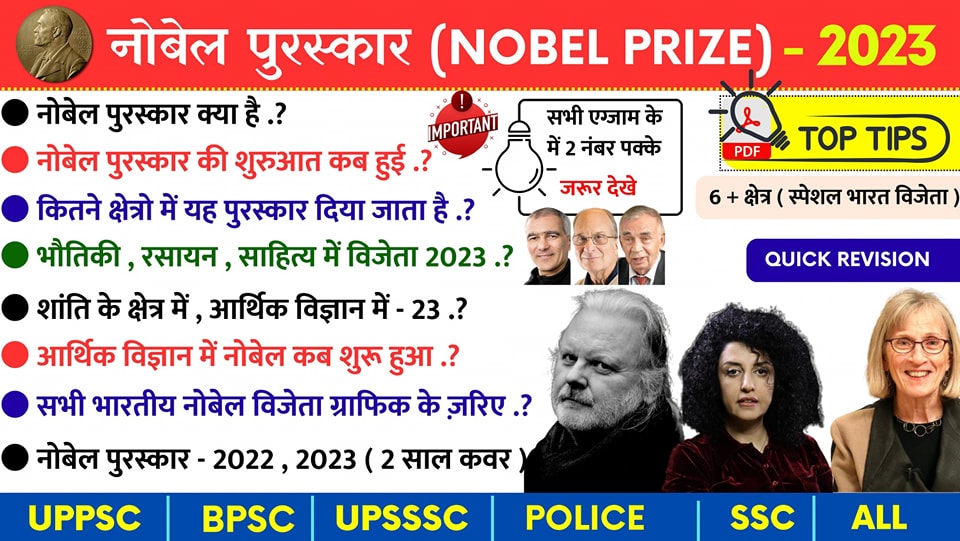 नोबेल पुरस्कार (NOBEL PRIZE) - 2023
नोबेल पुरस्कार क्या है .?
नोबेल पुरस्कार की शुरुआत कब हुई .?
कितने क्षेत्रो में यह पुरस्कार दिया जाता है .?
भौतिकी , रसायन , साहित्य में विजेता 2023 .?
शांति के क्षेत्र में , आर्थिक विज्ञान में - 23 .?
आर्थिक विज्ञान में नोबेल कब शुरू हुआ .?
सभी भारतीय नोबेल विजेता ग्राफिक के ज़रिए .?
नोबेल पुरस्कार - 2022 , 2023 ( 2 साल कवर )
IMPORTANT
सभी एग्जाम के
में 2 नंबर पक्के
जरूर देखे
PDF
TOP TIPS
6 + क्षेत्र ( स्पेशल भारत विजेता )
QUICK REVISION
UPPSC
BPSC
UPSSSC
POLICE
SSC
ALL